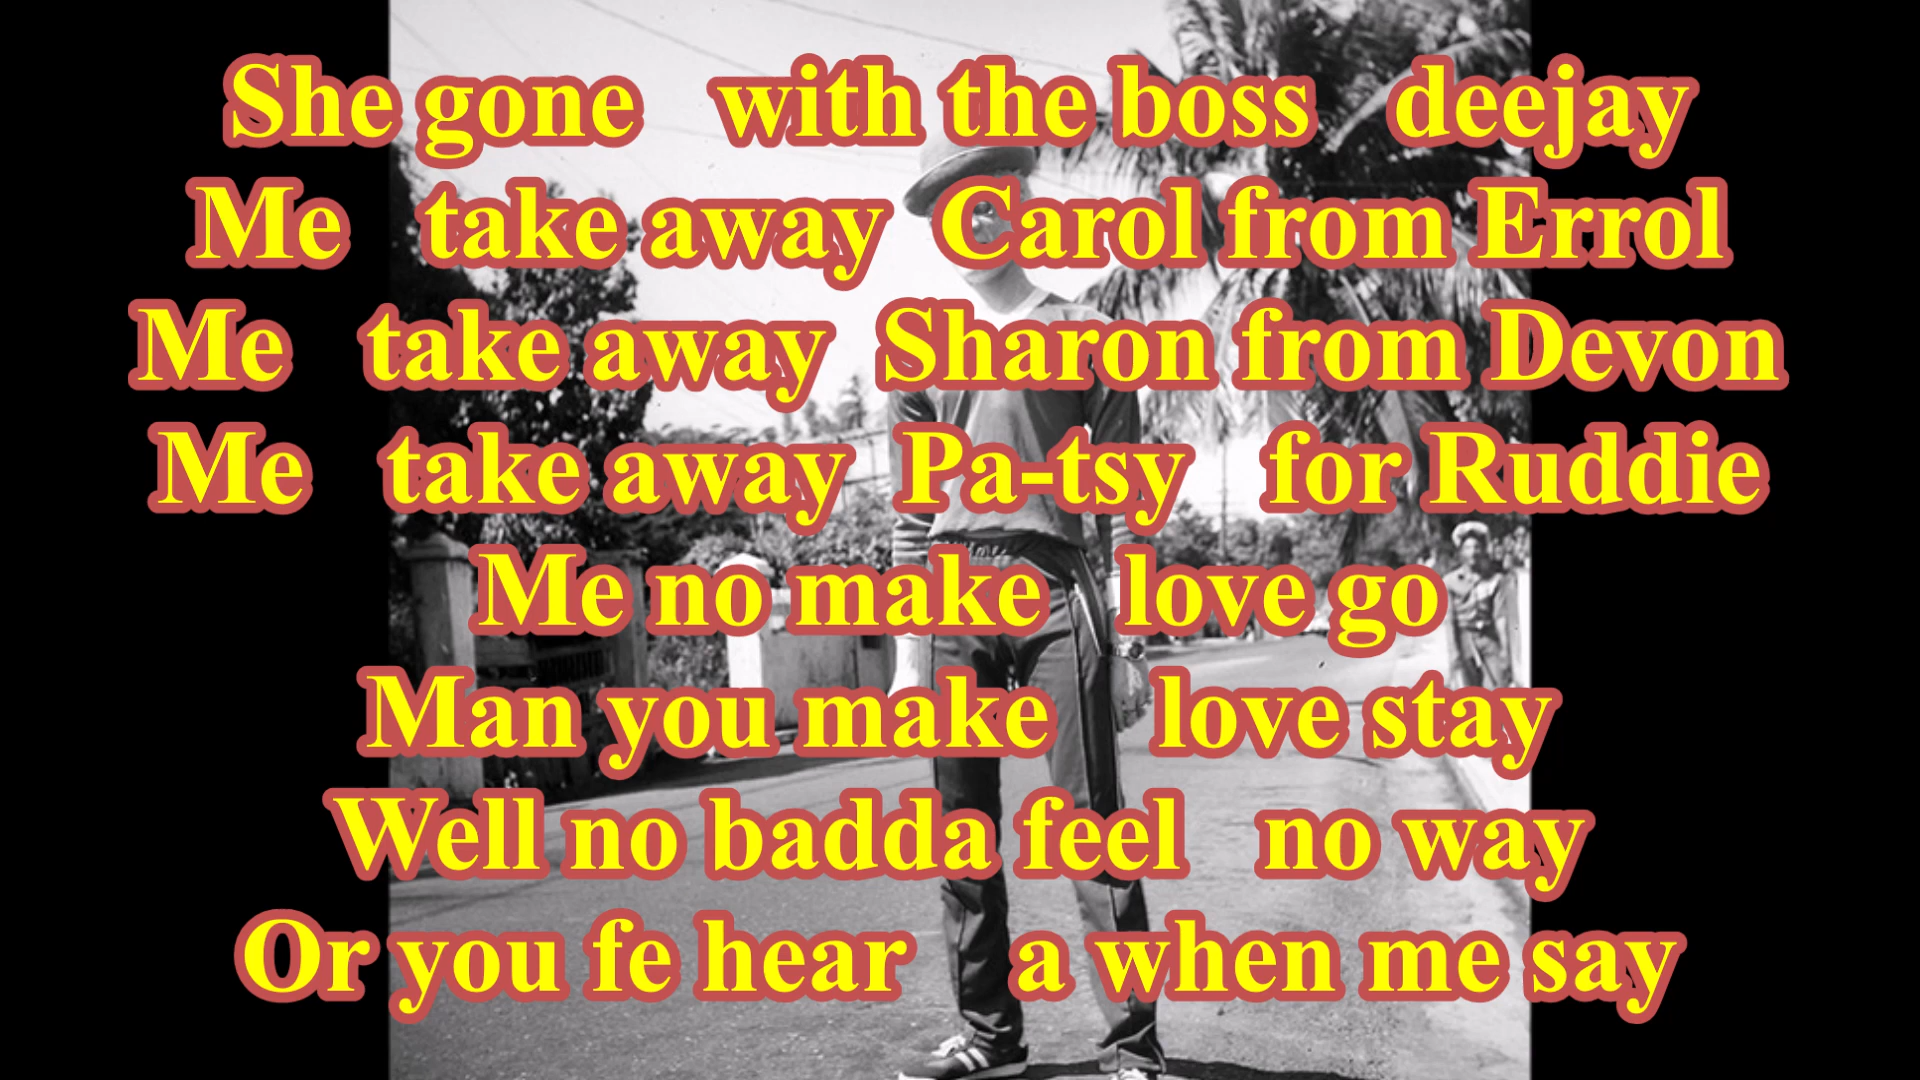 She gone with the boss deejay
Me take away Carol from Errol
Me take away Sharon from Devon
Me take away Pa-tsy for Ruddie
Me no make love go
Man you make love stay
Well no badda feel no way
Or you fe hear a when me say